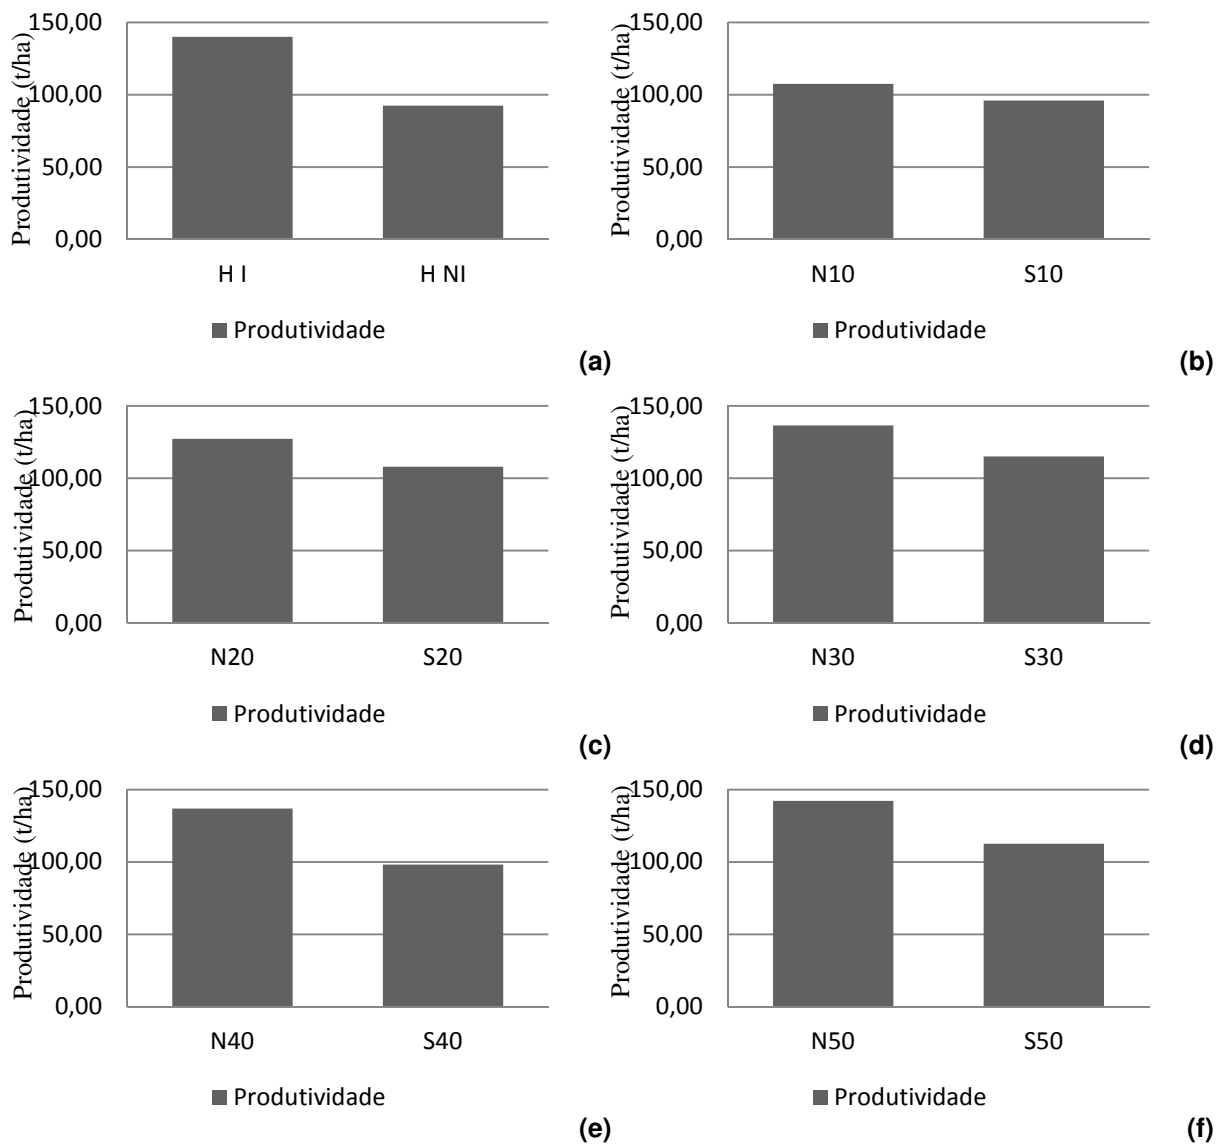 Produtividade (t/ha)
150,00
100,00
50,00
0,00
H I
H NI
Produtividade
(a)
Produtividade (t/ha)
150,00
100,00
50,00
0,00
N10
S10
Produtividade
(b)
Produtividade (t/ha)
150,00
100,00
50,00
0,00
N20
S20
Produtividade
(c)
Produtividade (t/ha)
150,00
100,00
50,00
0,00
N30
S30
Produtividade
(d)
Produtividade (t/ha)
150,00
100,00
50,00
0,00
N40
S40
Produtividade
(e)
Produtividade (t/ha)
150,00
100,00
50,00
0,00
N50
S50
Produtividade
(f)